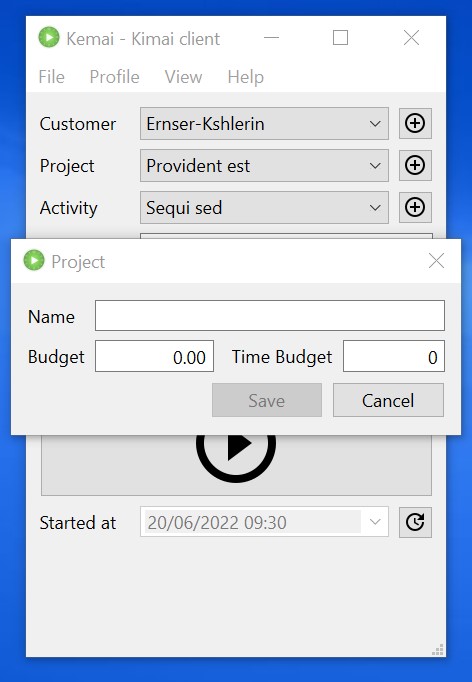 Kemai - Kimai client
File Profile View Help
Customer Ernser-Kshlerin
Project Provident est
Activity Sequi sed
Project
Name
Budget 0.00 Time Budget 0
Save Cancel
Started at 20/06/2022 09:30